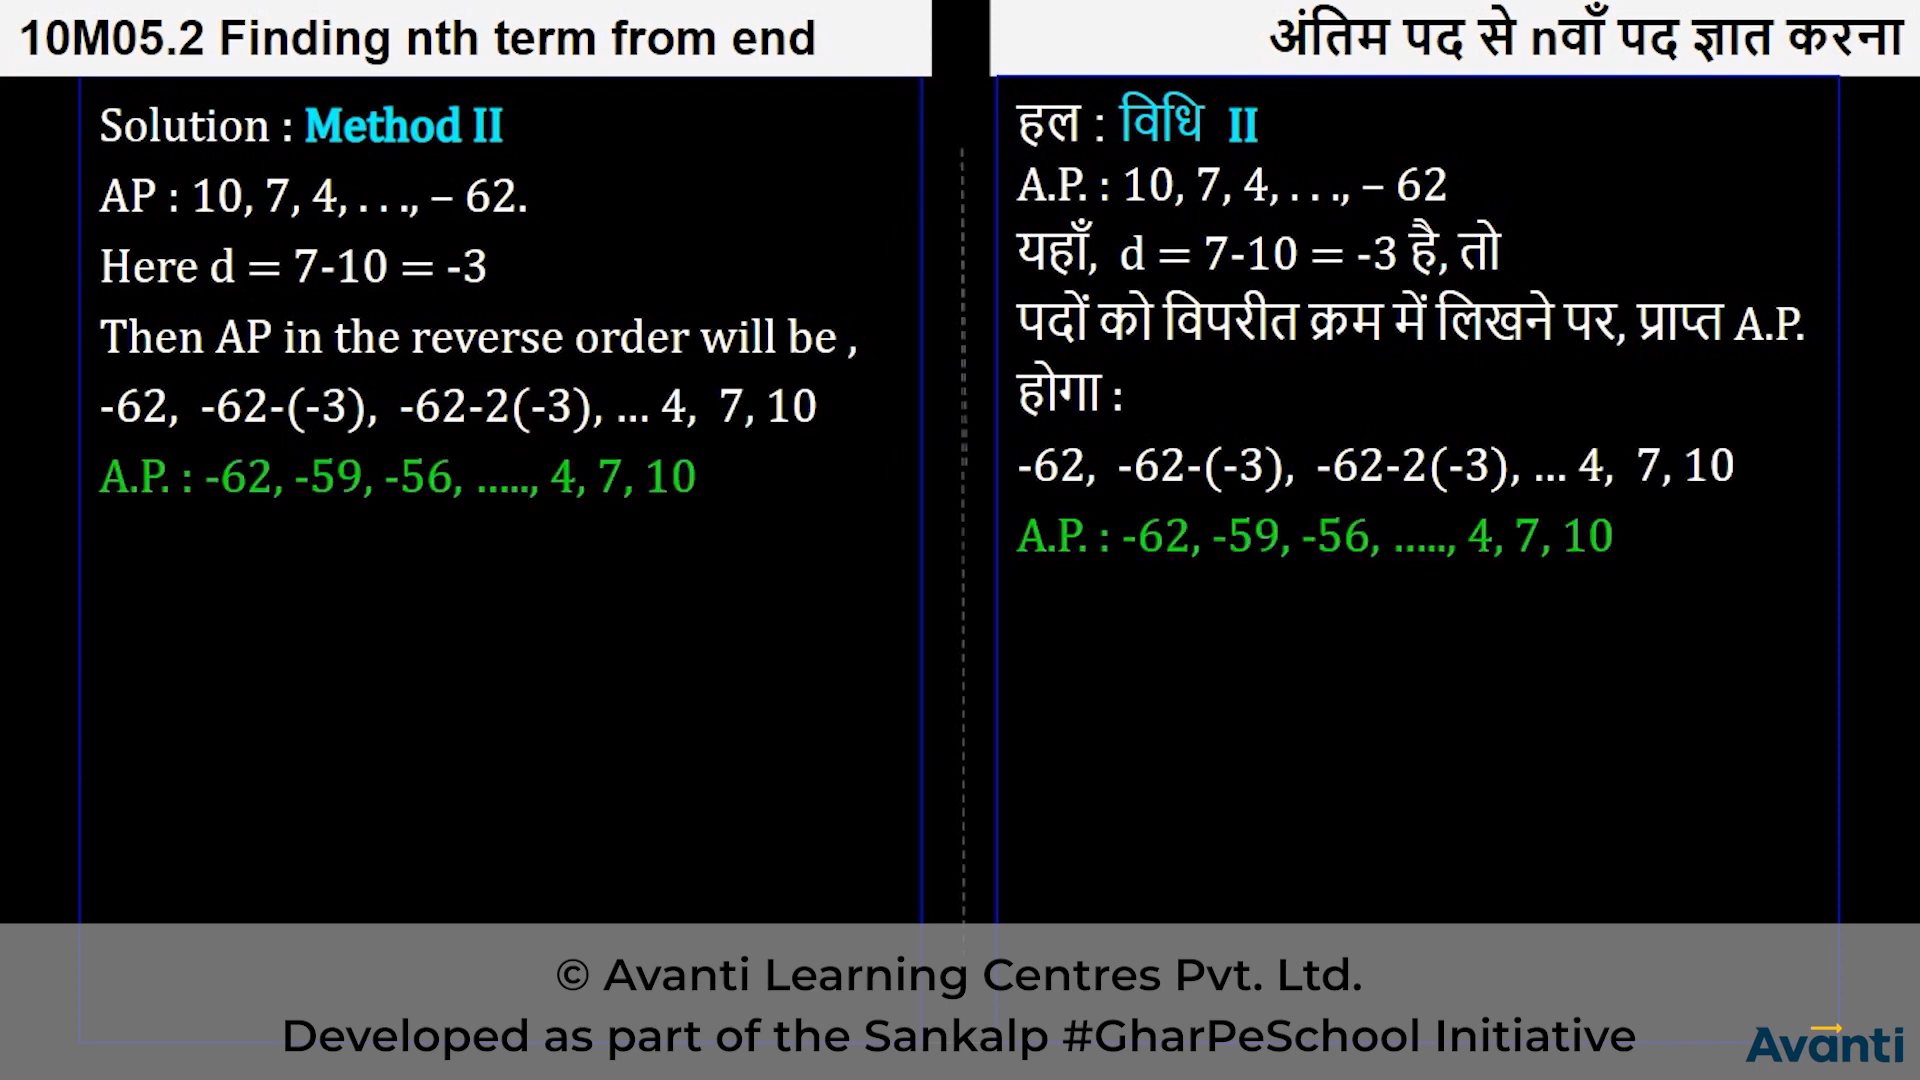 10M05.2 Finding nth term from end
अंतिम पद से nवाँ पद ज्ञात करना
Solution : Method II
AP : 10, 7, 4, . . ., – 62.
Here d = 7-10 = -3
Then AP in the reverse order will be ,
-62, -62-(-3), -62-2(-3), ... 4, 7, 10
A.P. : -62, -59, -56, ....., 4, 7, 10
हल : विधि II
A.P. : 10, 7, 4, . . ., – 62
यहाँ, d = 7-10 = -3 है, तो
पदों को विपरीत क्रम में लिखने पर, प्राप्त A.P.
होगा :
-62, -62-(-3), -62-2(-3), ... 4, 7, 10
A.P. : -62, -59, -56, ....., 4, 7, 10
© Avanti Learning Centres Pvt. Ltd.
Developed as part of the Sankalp #GharPeSchool Initiative
Avanti